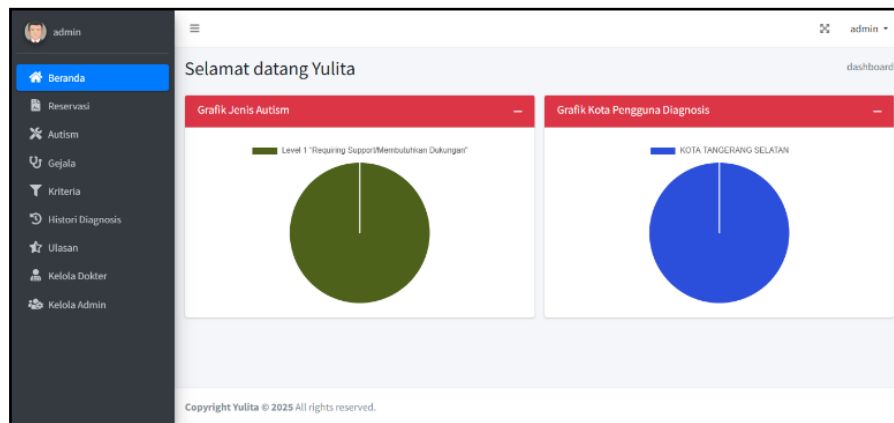 admin
Beranda
Reservasi
Autism
Gejala
Kriteria
Histori Diagnosis
Ulasan
Kelola Dokter
Kelola Admin
admin
Selamat datang Yulita
dashboard
Grafik Jenis Autism
Level 1 "Requiring Support/Membutuhkan Dukungan"
Grafik Kota Pengguna Diagnosis
KOTA TANGERANG SELATAN
Copyright Yulita © 2025 All rights reserved.